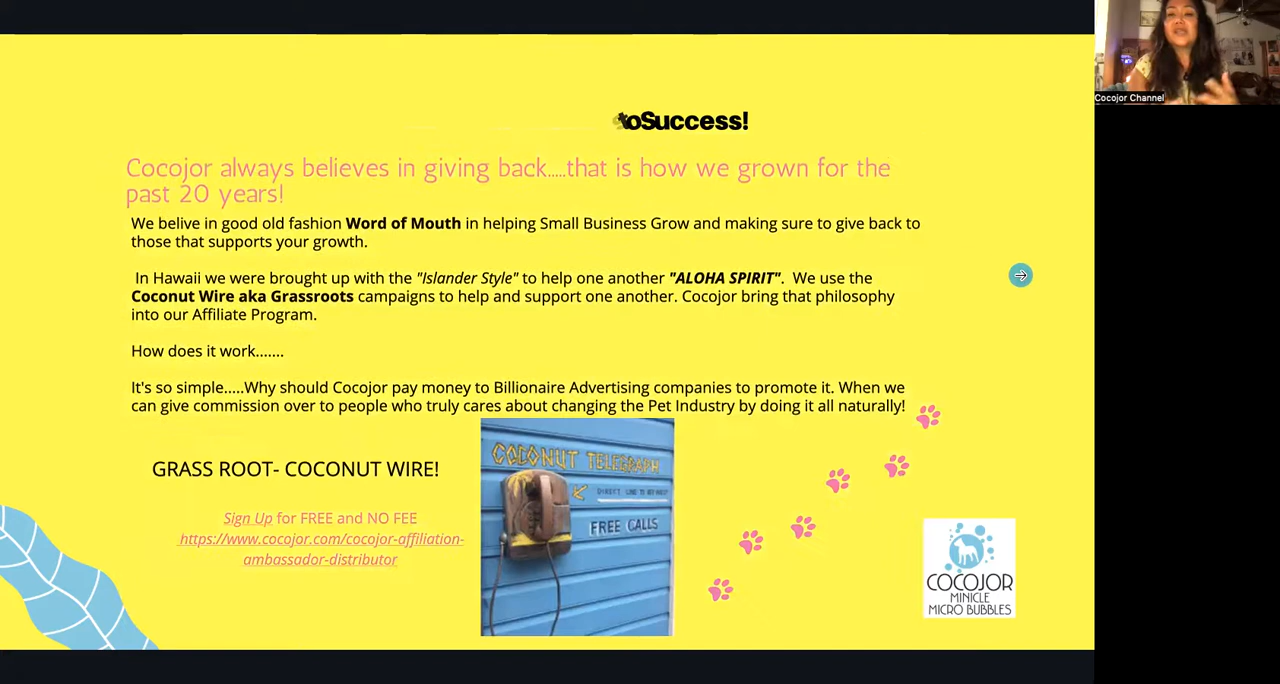 Cocojor Channel
toSuccess!
Cocojor always believes in giving back.....that is how we grown for the
past 20 years!
We belive in good old fashion Word of Mouth in helping Small Business Grow and making sure to give back to
those that supports your growth.
In Hawaii we were brought up with the "Islander Style" to help one another "ALOHA SPIRIT". We use the
Coconut Wire aka Grassroots campaigns to help and support one another. Cocojor bring that philosophy
into our Affiliate Program.
How does it work.......
It's so simple.....Why should Cocojor pay money to Billionaire Advertising companies to promote it. When we
can give commission over to people who truly cares about changing the Pet Industry by doing it all naturally!
GRASS ROOT- COCONUT WIRE!
Sign Up for FREE and NO FEE
https://www.cocojor.com/cocojor-affiliation-
ambassador-distributor
COCONUT TELEGRAPH
DIRECT LINE TO
FREE CALLS
COCOJOR
MINICLE
MICRO BUBBLES